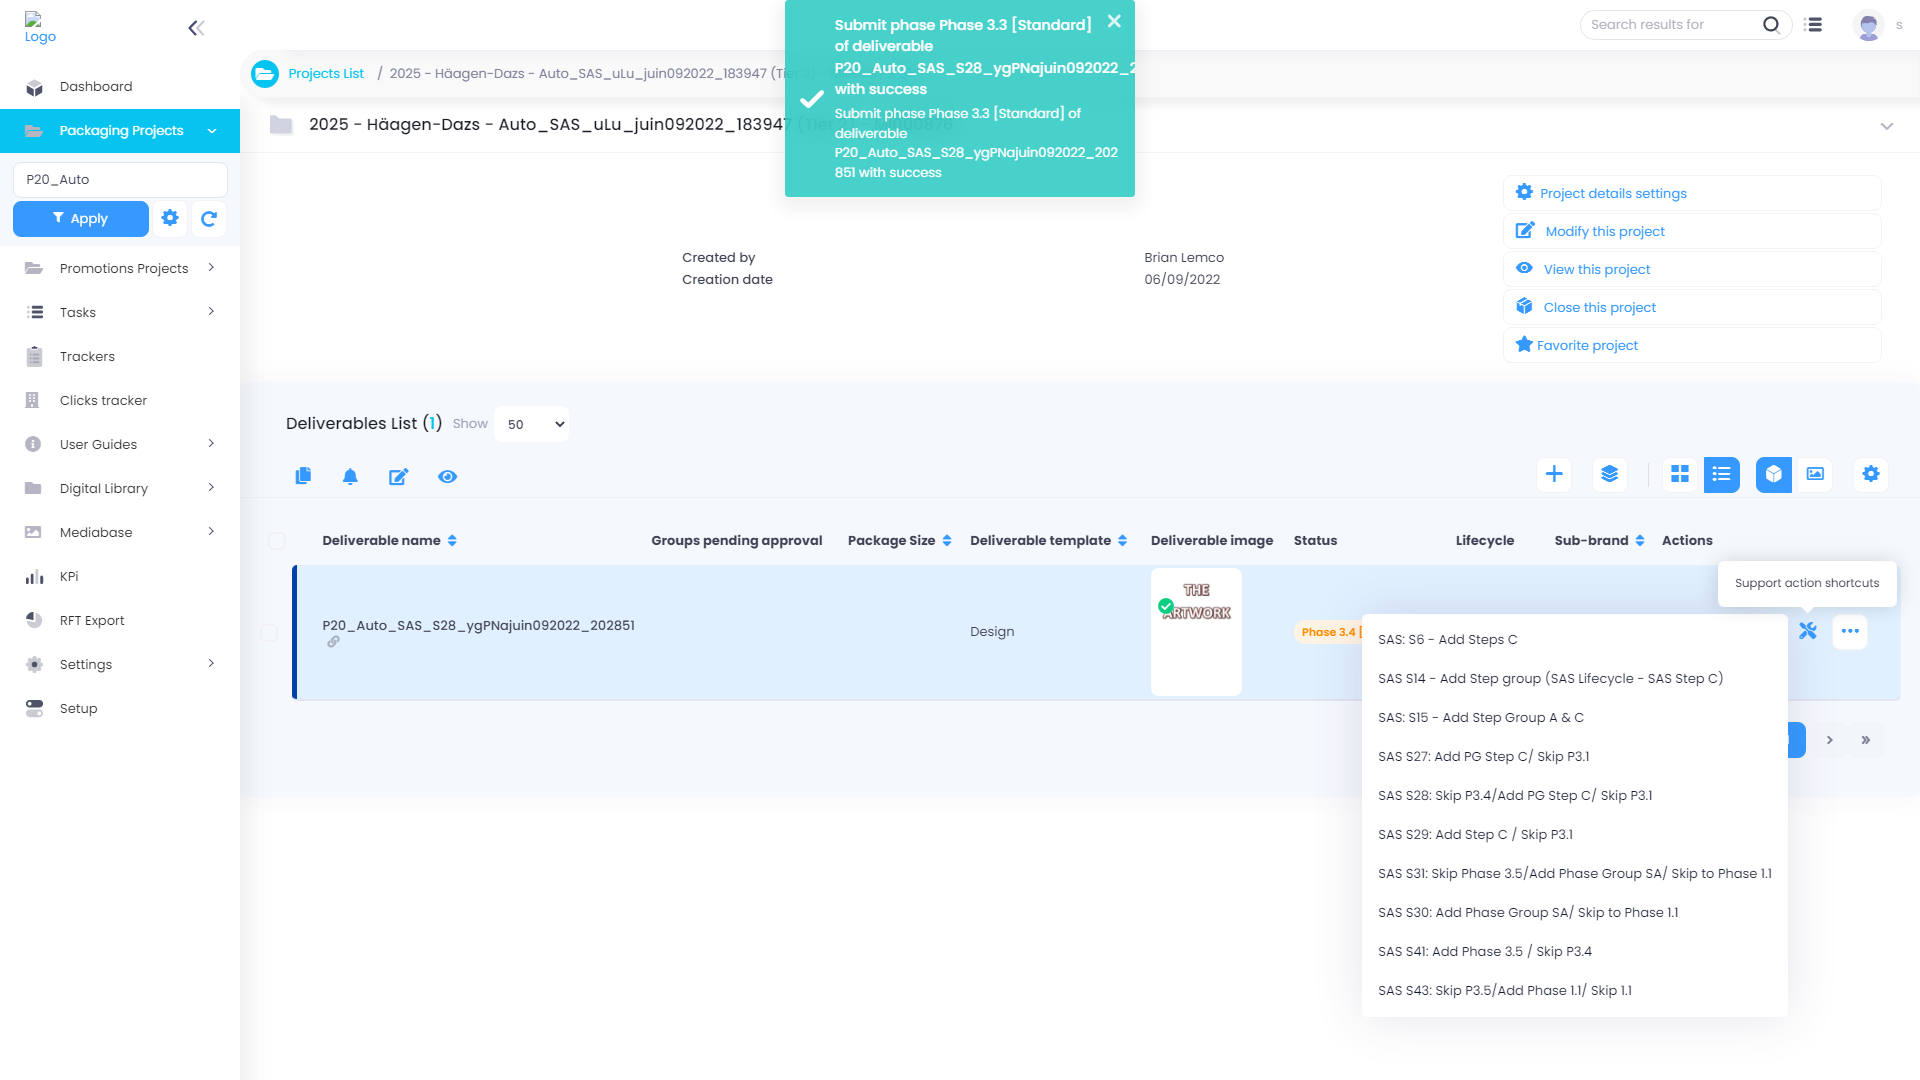 Logo
Search results for
s
Dashboard
Packaging Projects
P20_Auto
Apply
Promotions Projects
Tasks
Trackers
Clicks tracker
User Guides
Digital Library
Mediabase
KPi
RFT Export
Settings
Setup
Projects List / 2025 - Häagen-Dazs - Auto_SAS_uLu_juin092022_183947 (Tier
2025 - Häagen-Dazs - Auto_SAS_uLu_juin092022_183947 (Tier
Submit phase Phase 3.3 [Standard]
of deliverable
P20_Auto_SAS_S28_ygPNajuin092022_2
with success
Submit phase Phase 3.3 [Standard] of
deliverable
P20_Auto_SAS_S28_ygPNajuin092022_202
851 with success
Created by
Brian Lemco
Creation date
06/09/2022
Project details settings
Modify this project
View this project
Close this project
Favorite project
Deliverables List (1)
Show
50
Deliverable name
Groups pending approval
Package Size
Deliverable template
Deliverable image
Status
Lifecycle
Sub-brand
Actions
Support action shortcuts
P20_Auto_SAS_S28_ygPNajuin092022_202851
Design
THE
ARTWORK
Phase 3.4 [
SAS: S6 - Add Steps C
SAS S14 - Add Step group (SAS Lifecycle - SAS Step C)
SAS: S15 - Add Step Group A & C
SAS S27: Add PG Step C/ Skip P3.1
SAS S28: Skip P3.4/Add PG Step C/ Skip P3.1
SAS S29: Add Step C / Skip P3.1
SAS S31: Skip Phase 3.5/Add Phase Group SA/ Skip to Phase 1.1
SAS S30: Add Phase Group SA/ Skip to Phase 1.1
SAS S41: Add Phase 3.5 / Skip P3.4
SAS S43: Skip P3.5/Add Phase 1.1/ Skip 1.1